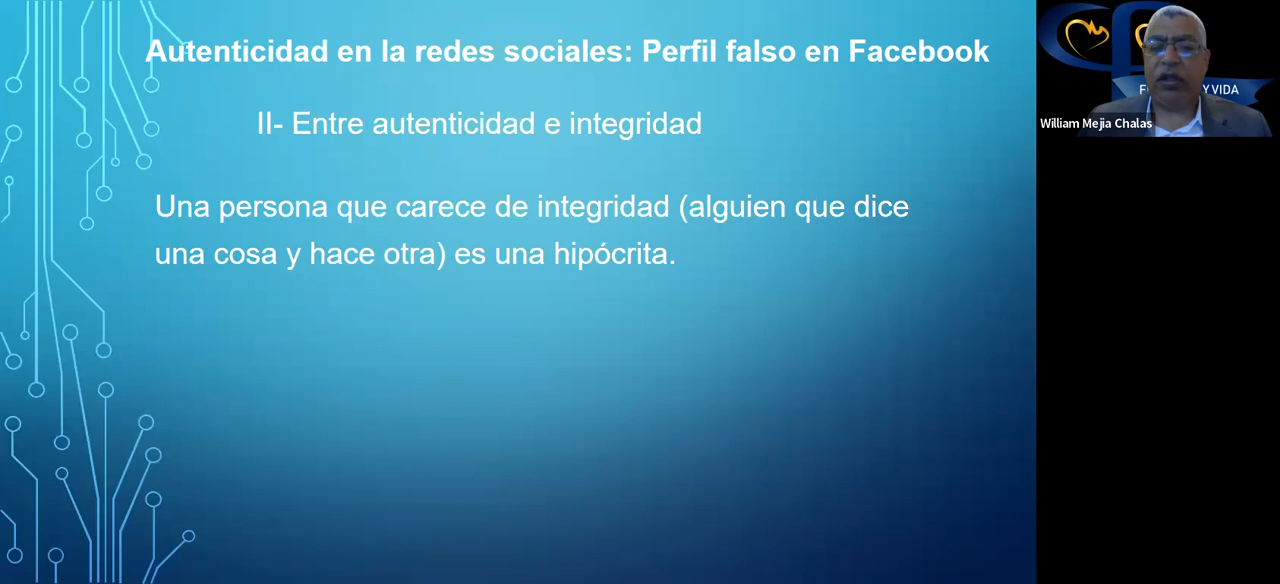 Autenticidad en la redes sociales: Perfil falso en Facebook
II- Entre autenticidad e integridad
Una persona que carece de integridad (alguien que dice
una cosa y hace otra) es una hipócrita.
Y VIDA
William Mejia Chalas